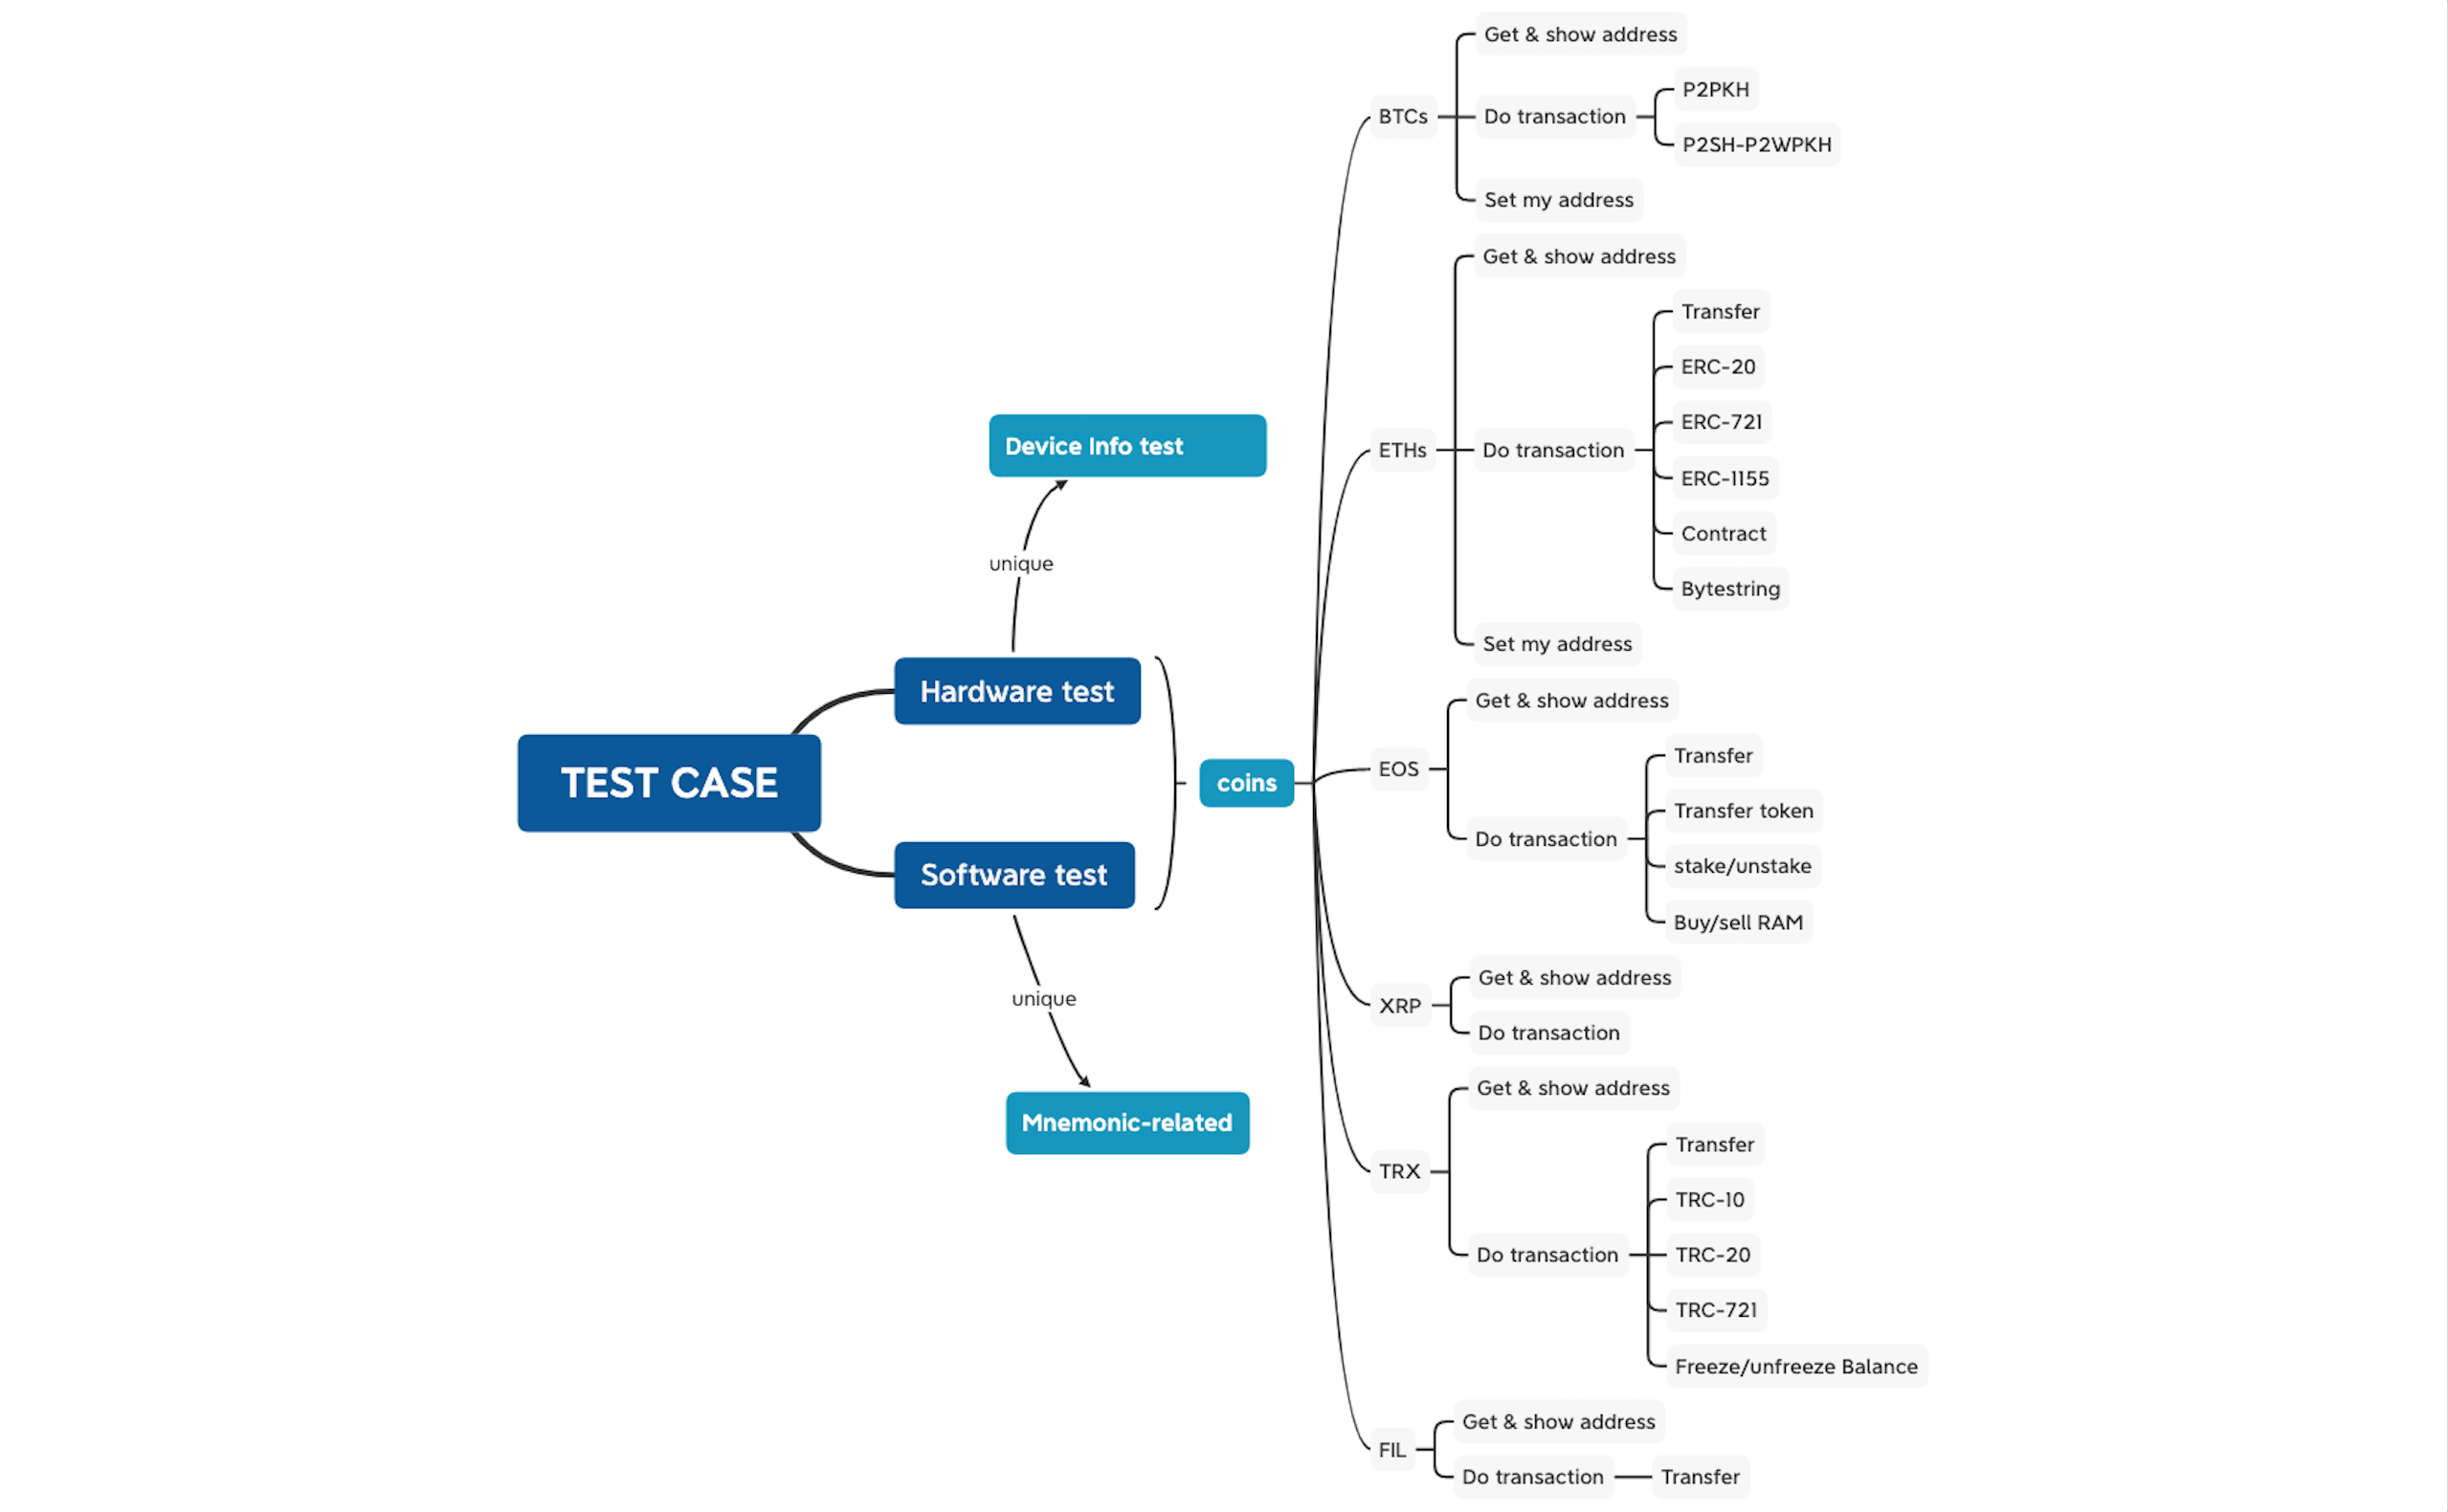 TEST CASE
Hardware test
unique
Device Info test
Software test
unique
Mnemonic-related
coins
BTCs
Get & show address
Do transaction
P2PKH
P2SH-P2WPKH
Set my address
ETHs
Get & show address
Do transaction
Transfer
ERC-20
ERC-721
ERC-1155
Contract
Bytestring
Set my address
EOS
Get & show address
Do transaction
Transfer
Transfer token
stake/unstake
Buy/sell RAM
XRP
Get & show address
Do transaction
TRX
Get & show address
Do transaction
Transfer
TRC-10
TRC-20
TRC-721
Freeze/unfreeze Balance
FIL
Get & show address
Do transaction
Transfer